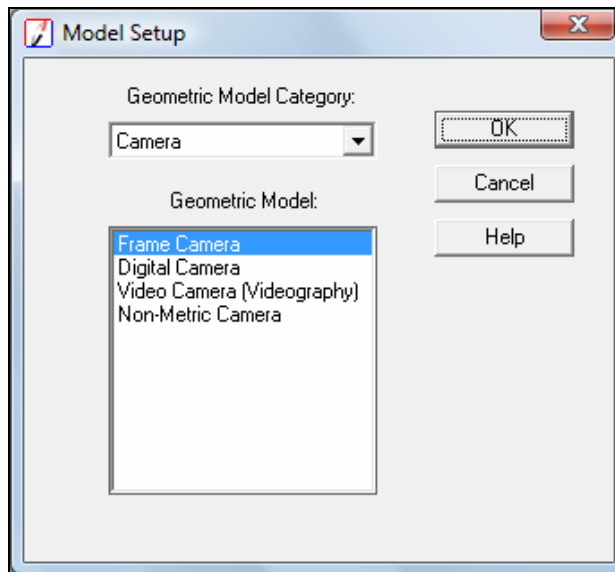 Model Setup
Geometric Model Category:
Camera
OK
Cancel
Geometric Model:
Help
Frame Camera
Digital Camera
Video Camera (Videography)
Non-Metric Camera